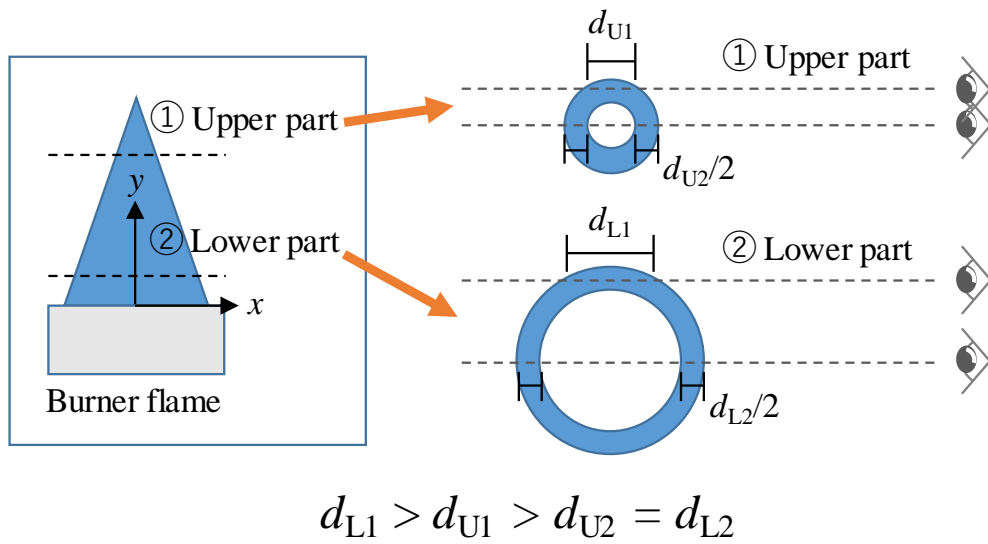 ① Upper part
y
② Lower part
x
Burner flame
d_U1
① Upper part
d_U2/2
d_L1
② Lower part
d_L2/2
d_L1 > d_U1 > d_U2 = d_L2